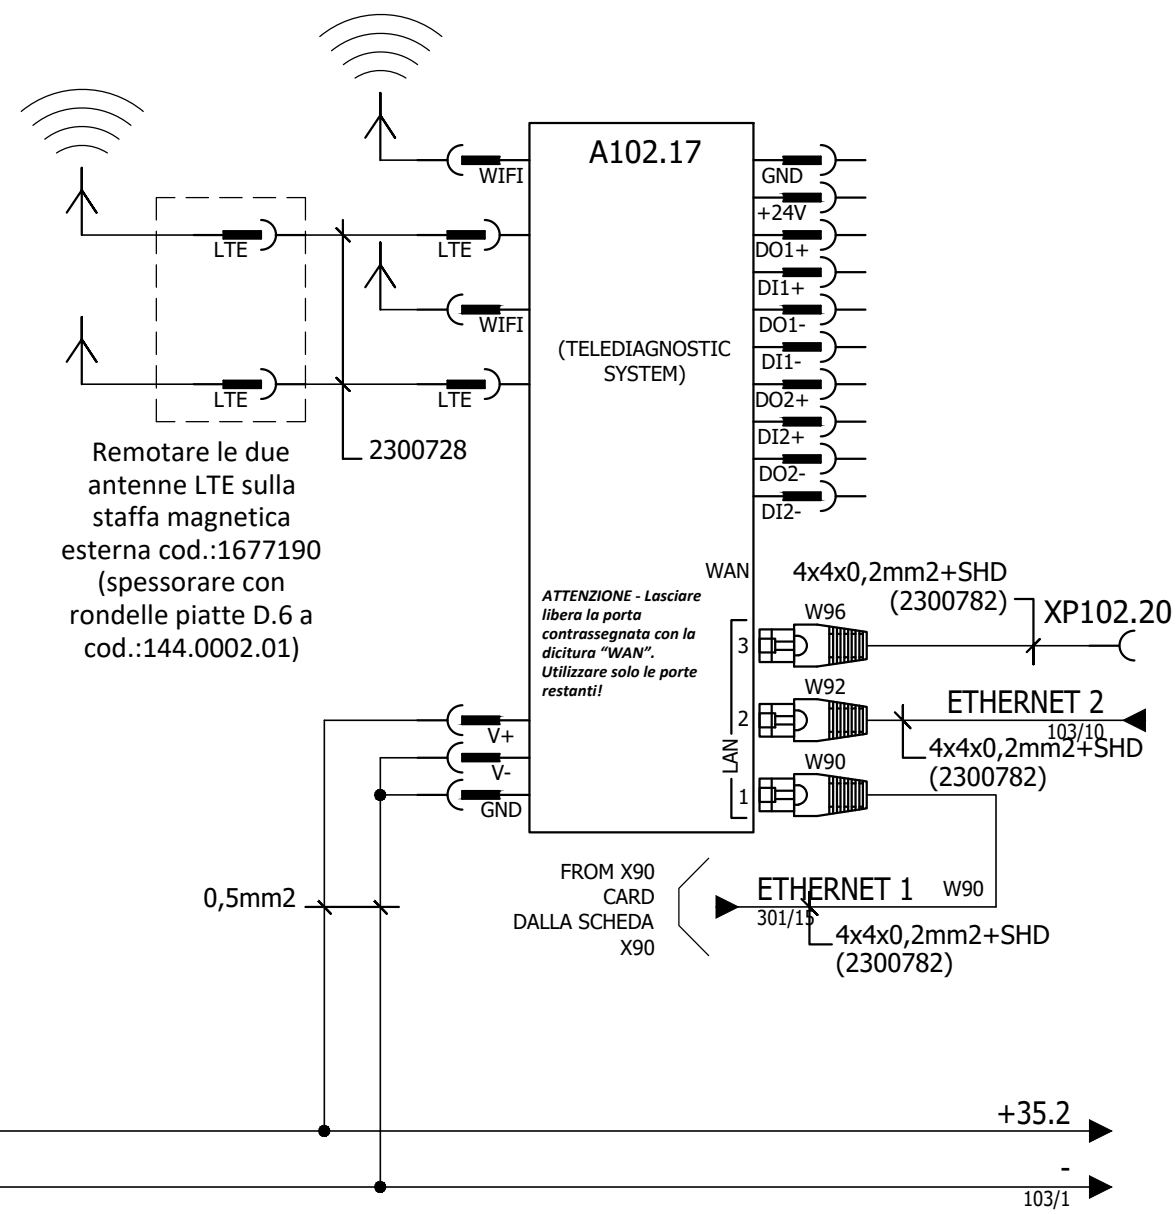 A102.17
WIFI
GND
+24V
LTE
LTE
DO1+
DI1+
WIFI
DO1-
(TELEDIAGNOSTIC
SYSTEM)
DI1-
LTE
LTE
DO2+
DI2+
Remotare le due
antenne LTE sulla
staffa magnetica
esterna cod.:1677190
(spessorare con
rondelle piatte D.6 a
cod.:144.0002.01)
2300728
DO2-
DI2-
WAN
ATTENZIONE - Lasciare
libera la porta
contrassegnata con la
dicitura “WAN”.
Utilizzare solo le porte
restanti!
4x4x0,2mm2+SHD
(2300782)
XP102.20
W96
3
W92
2
ETHERNET 2
103/10
4x4x0,2mm2+SHD
(2300782)
LAN
W90
1
V+
V-
GND
0,5mm2
FROM X90
CARD
DALLA SCHEDA
X90
ETHERNET 1
W90
301/15
4x4x0,2mm2+SHD
(2300782)
+35.2
-
103/1